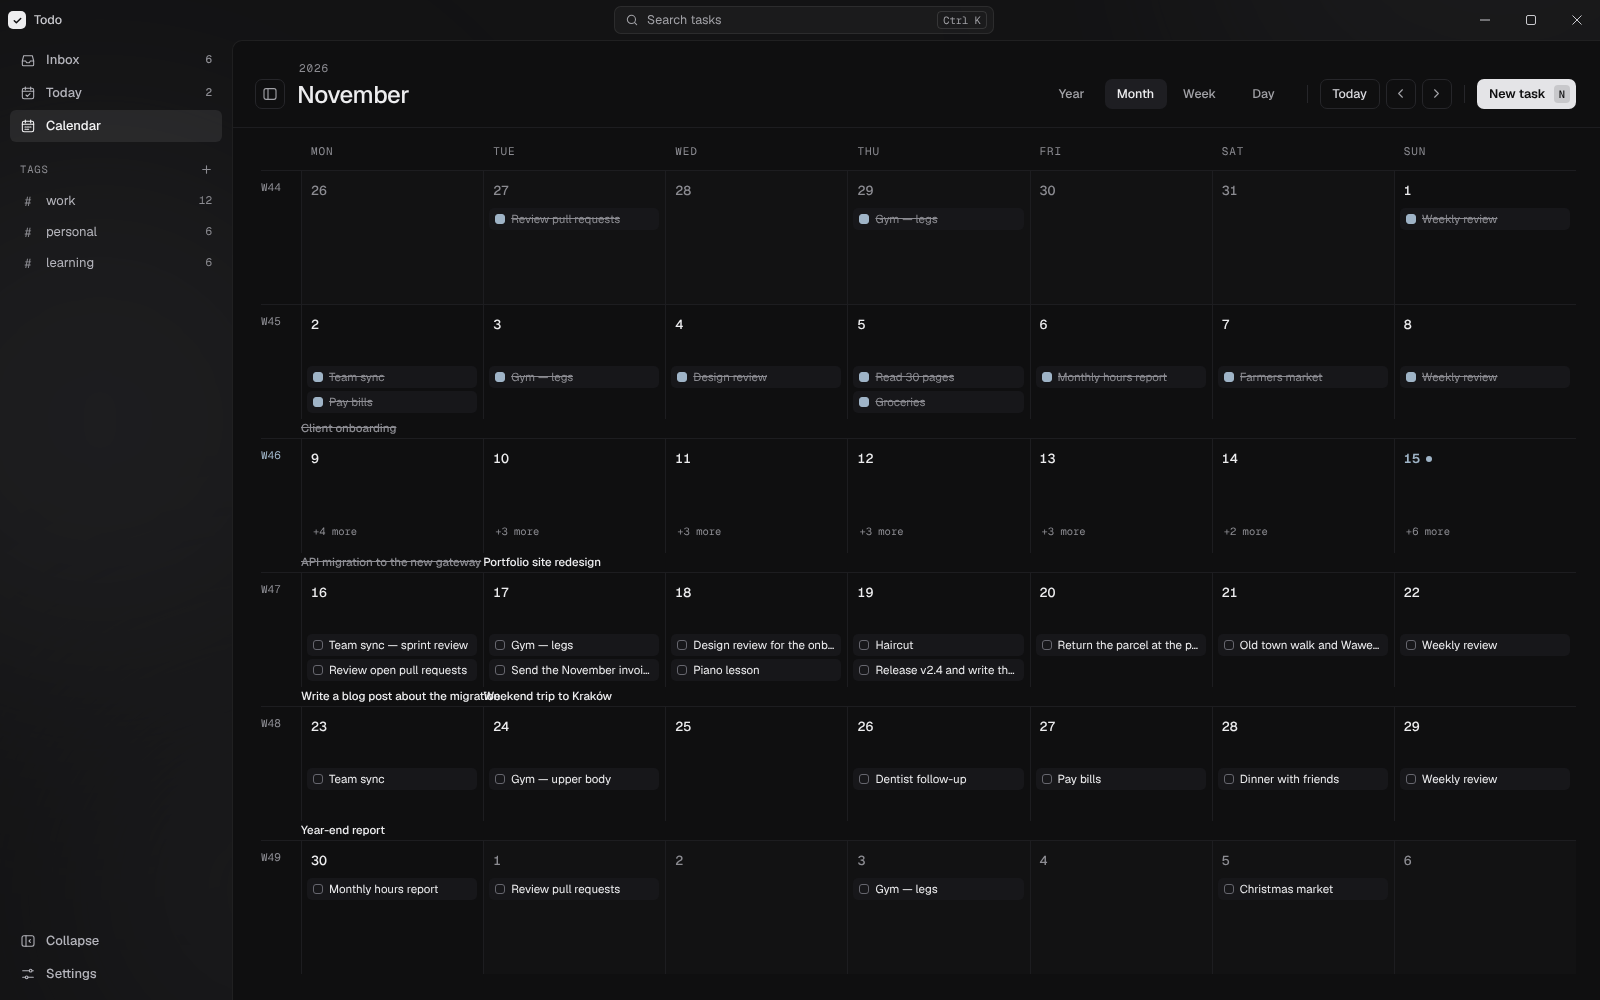 Todo
Search tasks Ctrl K
Inbox 6
Today 2
Calendar
TAGS +
# work 12
# personal 6
# learning 6
Collapse
Settings
2026
November
Year Month Week Day Today New task N
MON TUE WED THU FRI SAT SUN
W44 26 27 28 29 30 31 1
Review pull requests Gym — legs Weekly review
W45 2 3 4 5 6 7 8
Team sync Gym — legs Design review Read 30 pages Monthly hours report Farmers market Weekly review
Pay bills Groceries
Client onboarding
W46 9 10 11 12 13 14 15
+4 more +3 more +3 more +3 more +3 more +2 more +6 more
API migration to the new gateway Portfolio site redesign
W47 16 17 18 19 20 21 22
Team sync — sprint review Gym — legs Design review for the onb… Haircut Return the parcel at the p… Old town walk and Wawe… Weekly review
Review open pull requests Send the November invoi… Piano lesson Release v2.4 and write th…
Write a blog post about the migration Weekend trip to Kraków
W48 23 24 25 26 27 28 29
Team sync Gym — upper body Dentist follow-up Pay bills Dinner with friends Weekly review
Year-end report
W49 30 1 2 3 4 5 6
Monthly hours report Review pull requests Gym — legs Christmas market